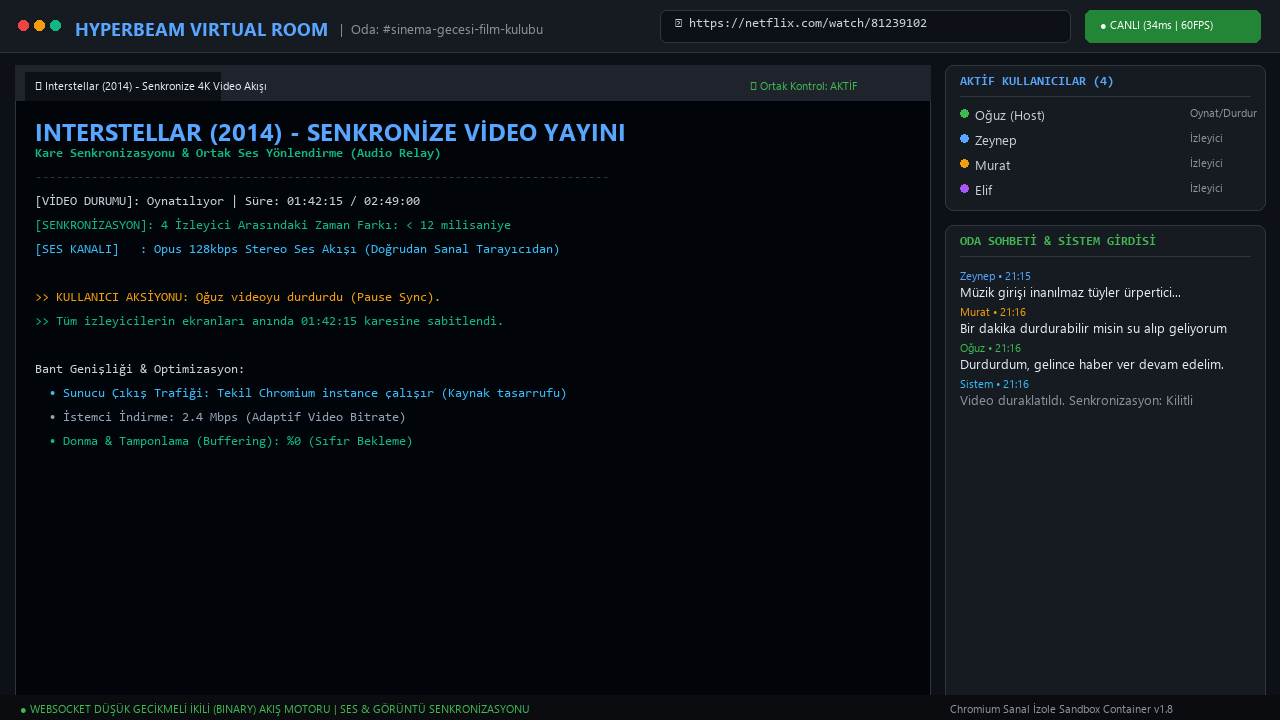 HYPERBEAM VIRTUAL ROOM | Oda: #sinema-gecesi-film-kulubu
https://netflix.com/watch/81239102
● CANLI (34ms | 60FPS)
Interstellar (2014) - Senkronize 4K Video Akışı
Ortak Kontrol: AKTİF
INTERSTELLAR (2014) - SENKRONİZE VİDEO YAYINI
Kare Senkronizasyonu & Ortak Ses Yönlendirme (Audio Relay)
----------------------------------------------------------------------------------
[VİDEO DURUMU]: Oynatılıyor | Süre: 01:42:15 / 02:49:00
[SENKRONİZASYON]: 4 İzleyici Arasındaki Zaman Farkı: < 12 milisaniye
[SES KANALI]   : Opus 128kbps Stereo Ses Akışı (Doğrudan Sanal Tarayıcıdan)
>> KULLANICI AKSİYONU: Oğuz videoyu durdurdu (Pause Sync).
>> Tüm izleyicilerin ekranları anında 01:42:15 karesine sabitlendi.
Bant Genişliği & Optimizasyon:
• Sunucu Çıkış Trafiği: Tekil Chromium instance çalışır (Kaynak tasarrufu)
• İstemci İndirme: 2.4 Mbps (Adaptif Video Bitrate)
• Donma & Tamponlama (Buffering): %0 (Sıfır Bekleme)
AKTİF KULLANICILAR (4)
Oğuz (Host) Oynat/Durdur
Zeynep İzleyici
Murat İzleyici
Elif İzleyici
ODA SOHBETİ & SİSTEM GİRDİSİ
Zeynep • 21:15
Müzik girişi inanılmaz tüyler ürpertici...
Murat • 21:16
Bir dakika durdurabilir misin su alıp geliyorum
Oğuz • 21:16
Durdurdum, gelince haber ver devam edelim.
Sistem • 21:16
Video duraklatıldı. Senkronizasyon: Kilitli
● WEBSOCKET DÜŞÜK GECİKMELİ İKİLİ (BINARY) AKIŞ MOTORU | SES & GÖRÜNTÜ SENKRONİZASYONU
Chromium Sanal İzole Sandbox Container v1.8